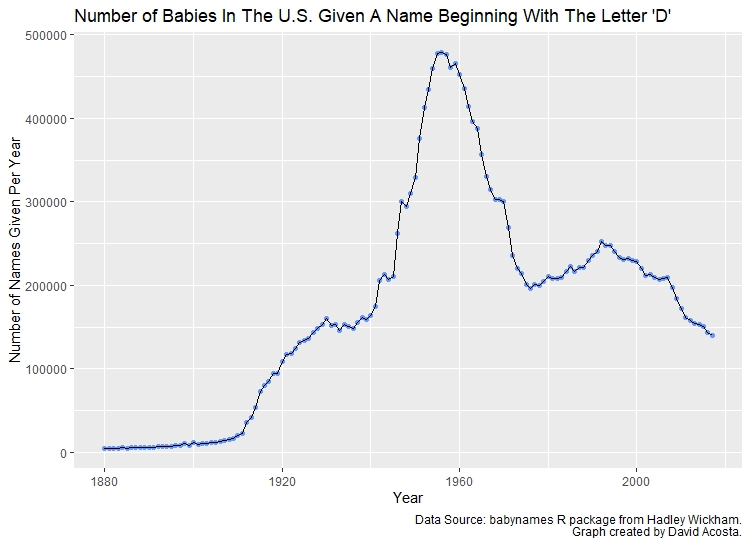 Number of Babies In The U.S. Given A Name Beginning With The Letter 'D'
500000
400000
300000
200000
100000
0
Number of Names Given Per Year
1880
1920
1960
2000
Year
Data Source: babynames R package from Hadley Wickham.
Graph created by David Acosta.